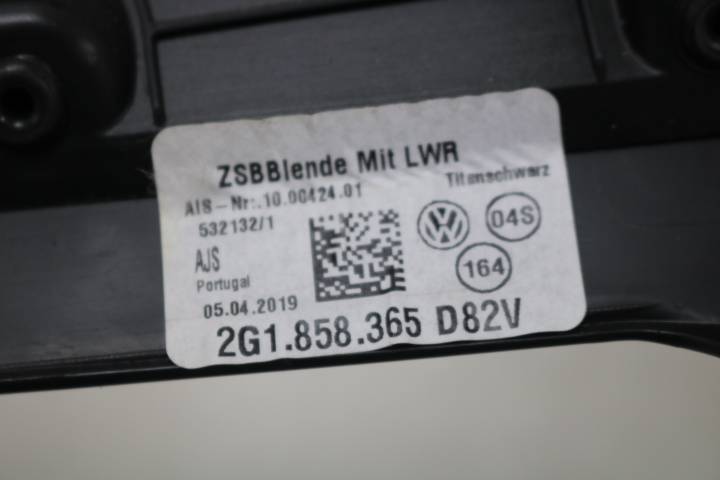 ZSBBlende Mit LWR
AIS-Nr:.10.00424.01
Titanschwarz
532132/1
AJS
Portugal
04S
164
05.04.2019
2G1.858.365 D82V